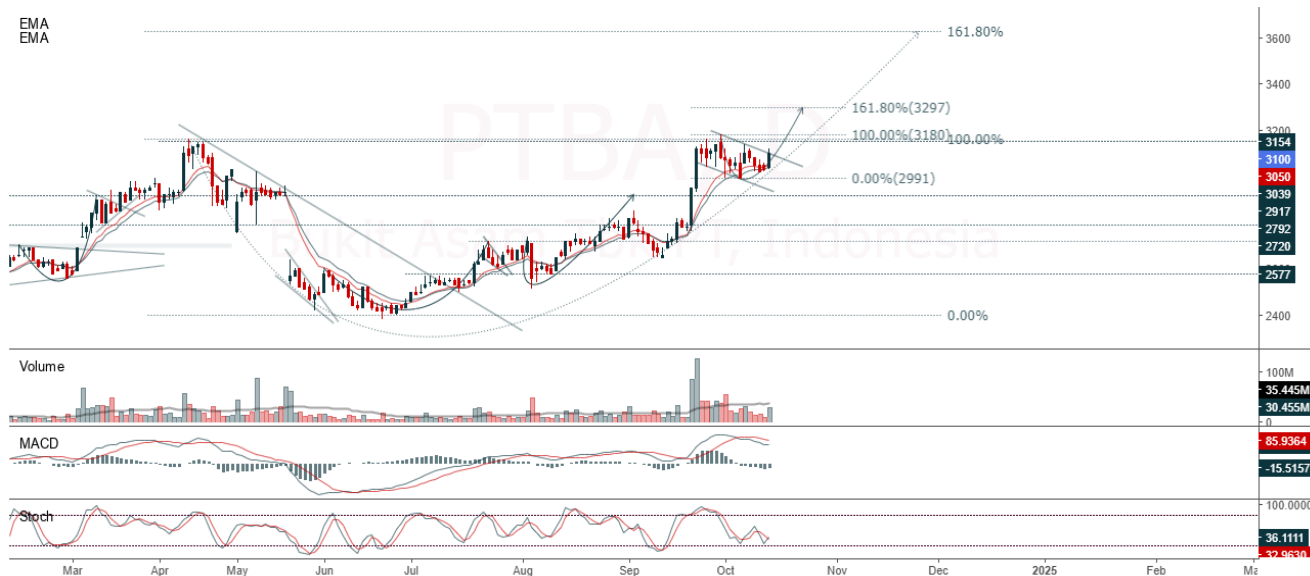 EMA
EMA
PTBA, D
Bukit Asam Tbk PT, Indonesia
161.80%
161.80%(3297)
100.00%(3180)
100.00%
0.00%(2991)
0.00%
3600
3400
3200
3154
3100
3050
3039
2917
2792
2720
2577
2400
Volume
100M
35.445M
30.455M
0
MACD
85.9364
-15.5157
Stoch
100.0000
36.1111
32.9630
Mar Apr May Jun Jul Aug Sep Oct Nov Dec 2025 Feb